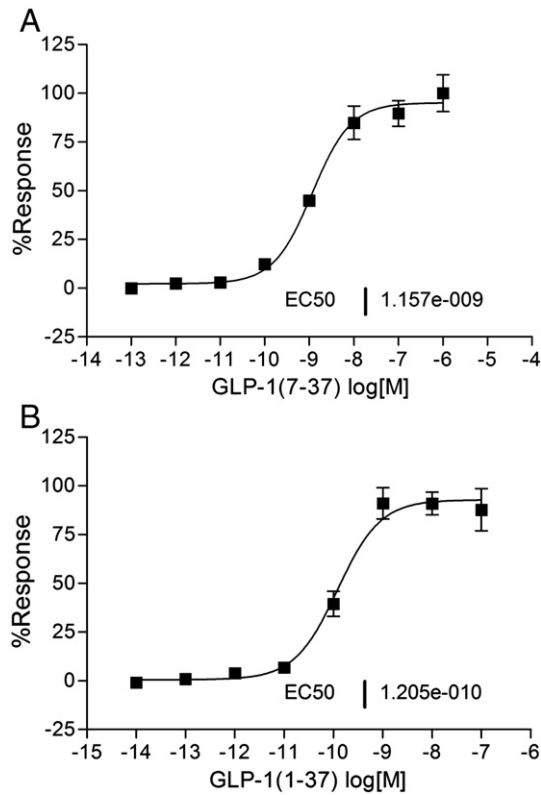 A
125
100
75
50
25
0
-25
%Response
EC50 | 1.157e-009
-14 -13 -12 -11 -10 -9 -8 -7 -6 -5 -4
GLP-1(7-37) log[M]
B
125
100
75
50
25
0
-25
%Response
EC50 | 1.205e-010
-15 -14 -13 -12 -11 -10 -9 -8 -7 -6
GLP-1(1-37) log[M]